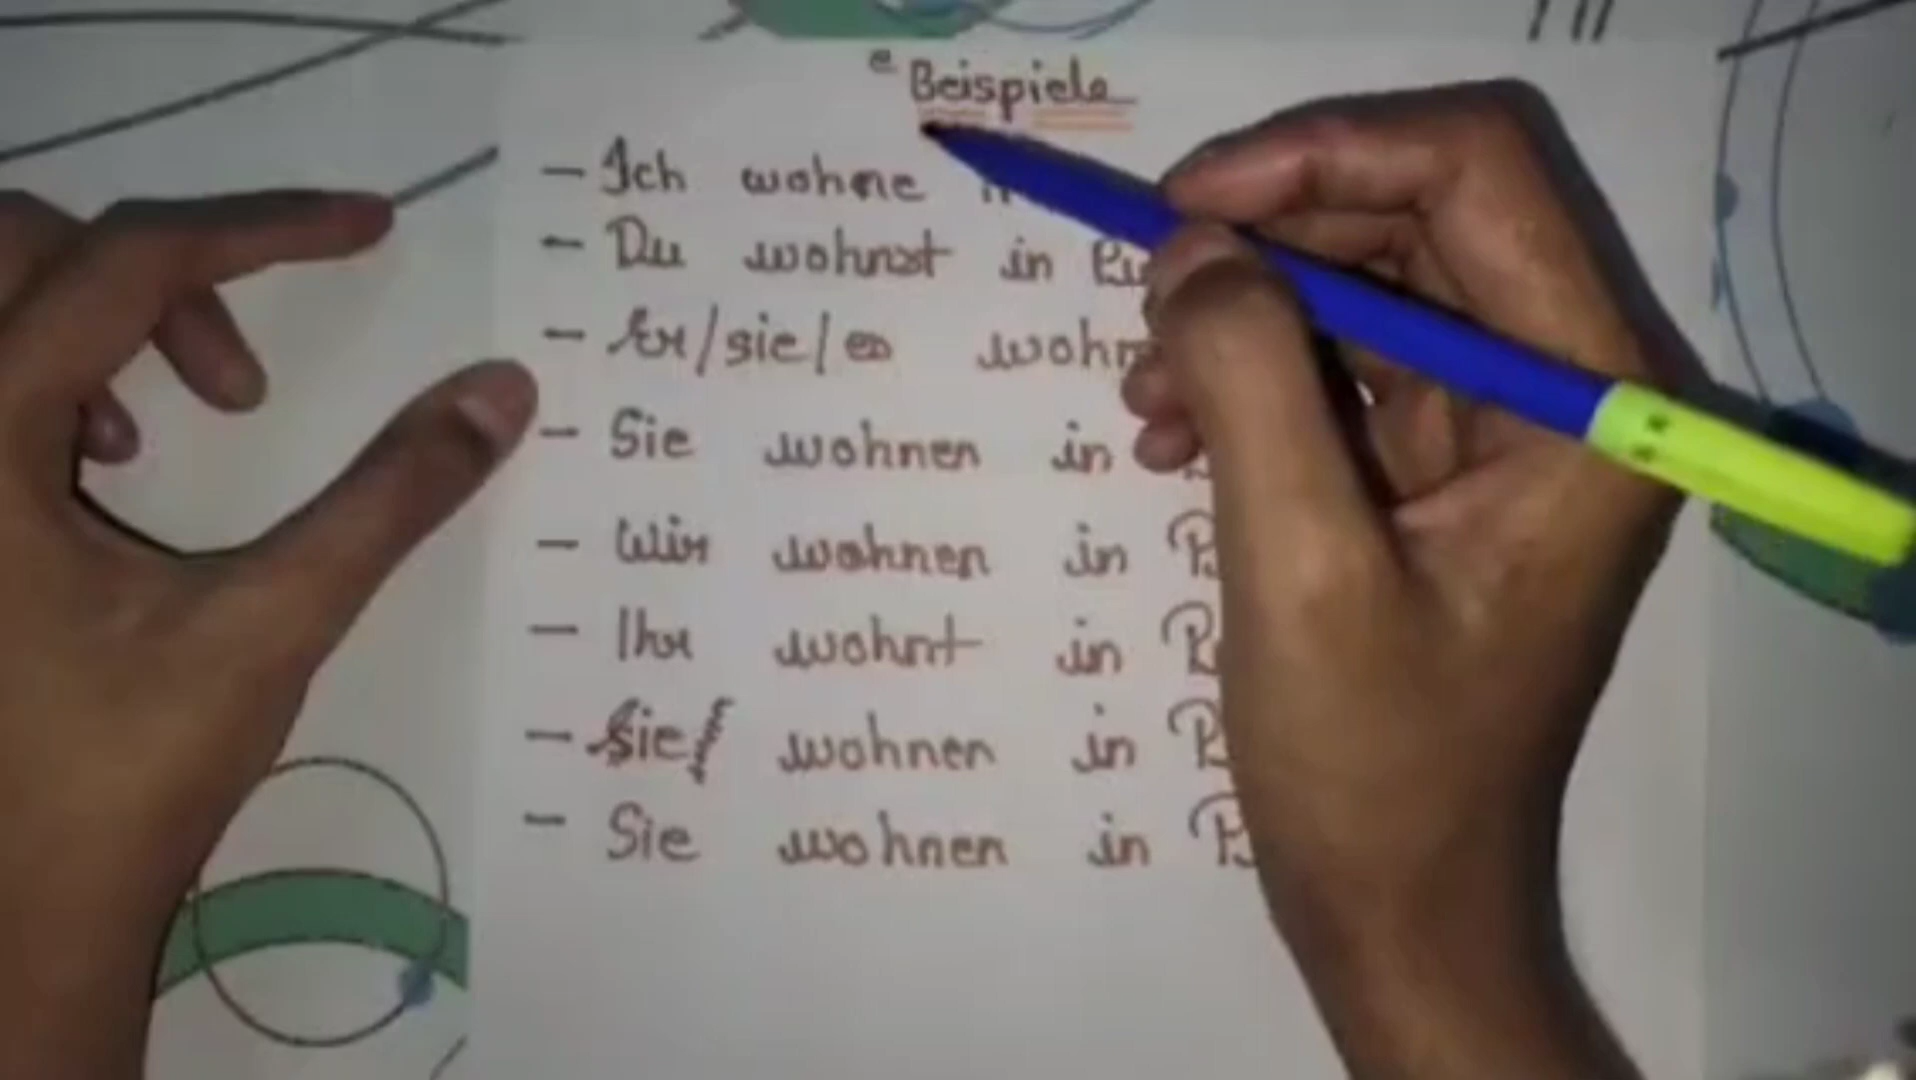 e Beispiele
- Ich wohne
- Du wohnst in
- Er/sie/es
- Sie wohnen in
- Wir wohnen in
- Ihr wohnt in
- Sie wohnen in
- Sie wohnen in